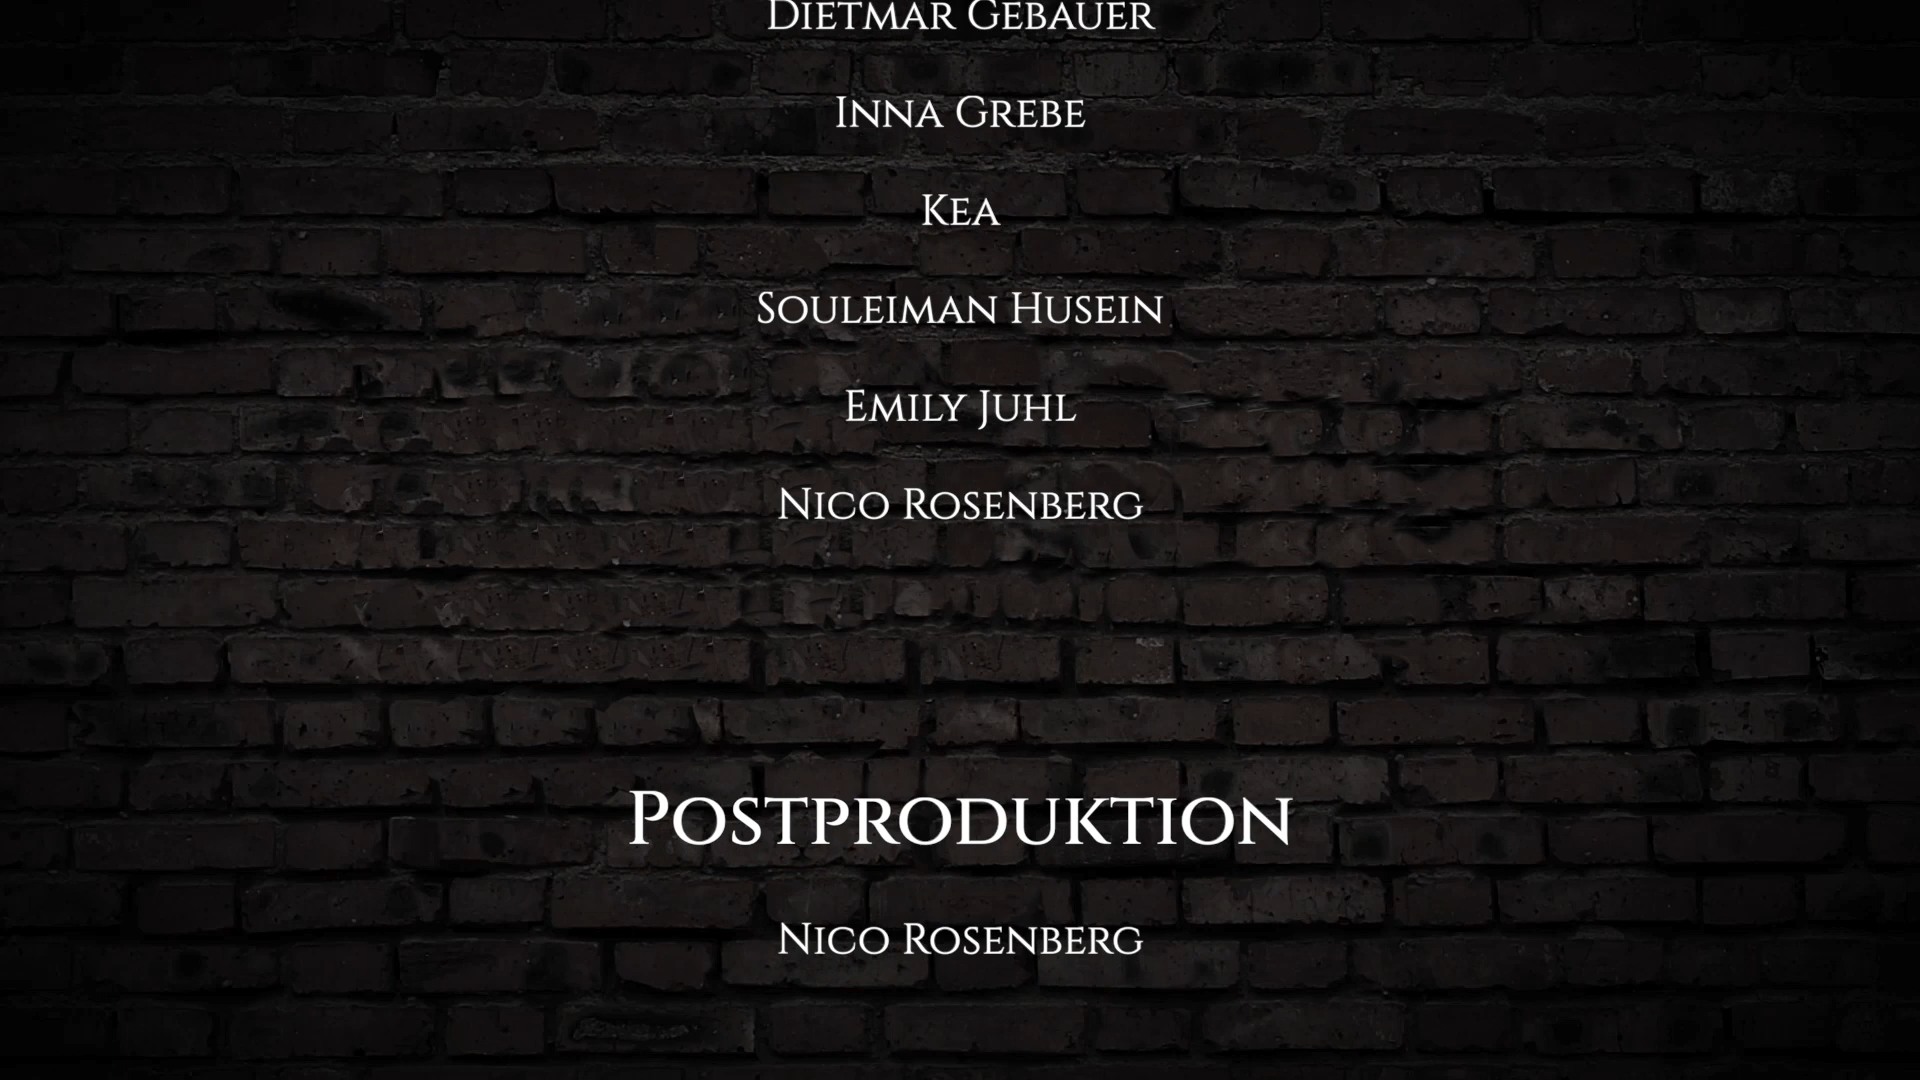 Dietmar Gebauer
Inna Grebe
Kea
Souleiman Husein
Emily Juhl
Nico Rosenberg
Postproduktion
Nico Rosenberg